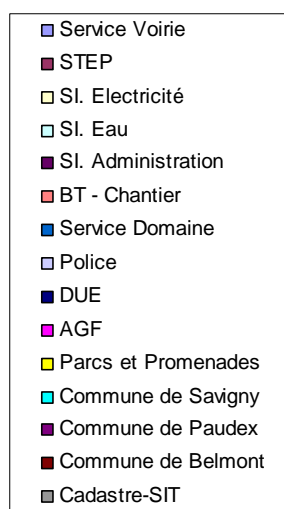 Service Voirie
STEP
SI. Electricité
SI. Eau
SI. Administration
BT - Chantier
Service Domaine
Police
DUE
AGF
Parcs et Promenades
Commune de Savigny
Commune de Paudex
Commune de Belmont
Cadastre-SIT